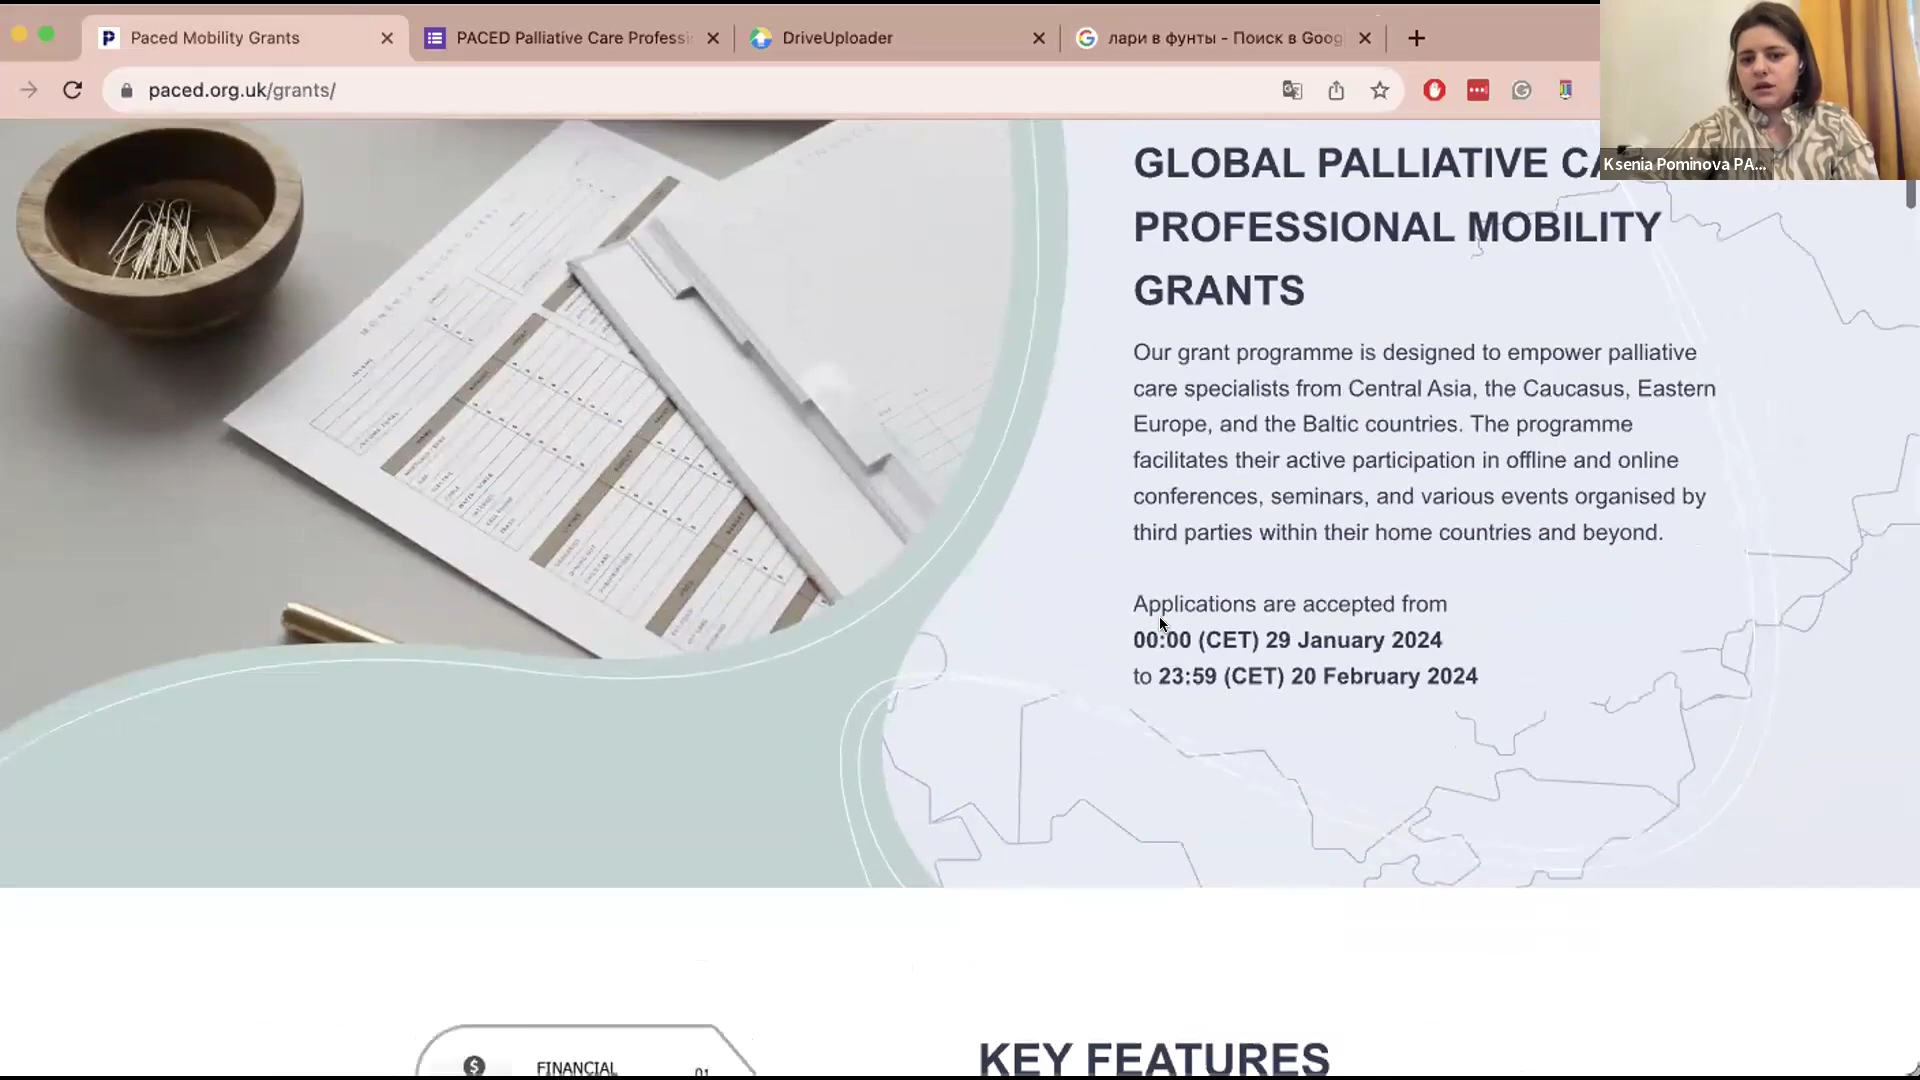 Paced Mobility Grants
PACED Palliative Care Professi
DriveUploader
лари в фунты - Поиск в Goog
paced.org.uk/grants/
Ksenia Pominova PA...
GLOBAL PALLIATIVE CA
PROFESSIONAL MOBILITY
GRANTS
Our grant programme is designed to empower palliative
care specialists from Central Asia, the Caucasus, Eastern
Europe, and the Baltic countries. The programme
facilitates their active participation in offline and online
conferences, seminars, and various events organised by
third parties within their home countries and beyond.
Applications are accepted from
00:00 (CET) 29 January 2024
to 23:59 (CET) 20 February 2024
FINANCIAL
01
KEY FEATURES